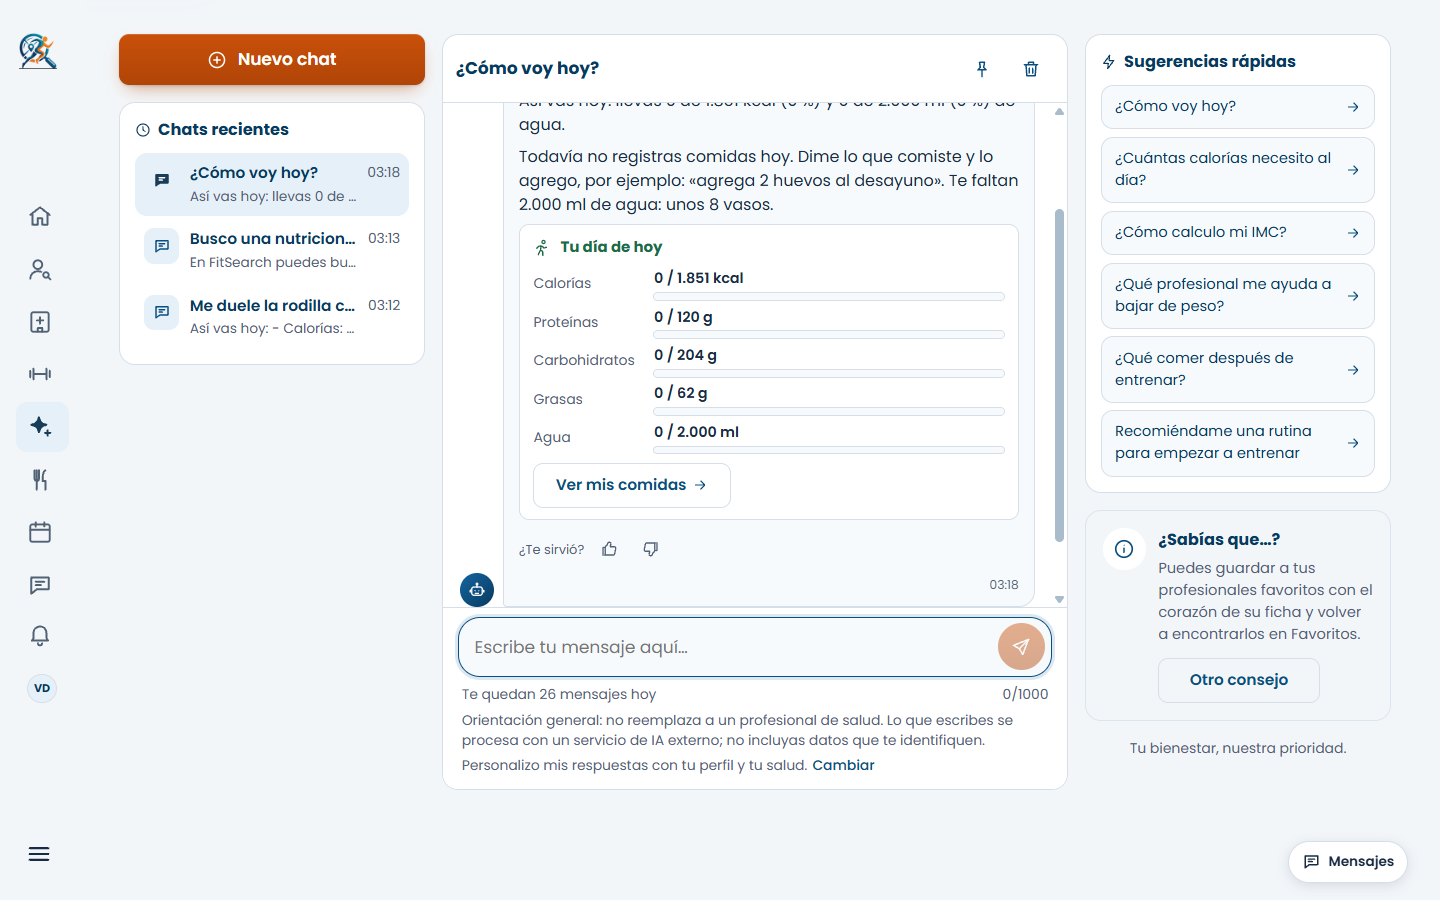 Nuevo chat
Chats recientes
¿Cómo voy hoy?
03:18
Así vas hoy: llevas 0 de ...
Busco una nutricion...
03:13
En FitSearch puedes bu...
Me duele la rodilla c...
03:12
Así vas hoy: - Calorías: ...
VD
¿Cómo voy hoy?
agua.
Todavía no registras comidas hoy. Dime lo que comiste y lo
agrego, por ejemplo: «agrega 2 huevos al desayuno». Te faltan
2.000 ml de agua: unos 8 vasos.
Tu día de hoy
Calorías
0 / 1.851 kcal
Proteínas
0 / 120 g
Carbohidratos
0 / 204 g
Grasas
0 / 62 g
Agua
0 / 2.000 ml
Ver mis comidas
¿Te sirvió?
03:18
Escribe tu mensaje aquí...
Te quedan 26 mensajes hoy
0/1000
Orientación general: no reemplaza a un profesional de salud. Lo que escribes se
procesa con un servicio de IA externo; no incluyas datos que te identifiquen.
Personalizo mis respuestas con tu perfil y tu salud. Cambiar
Sugerencias rápidas
¿Cómo voy hoy?
¿Cuántas calorías necesito al
día?
¿Cómo calculo mi IMC?
¿Qué profesional me ayuda a
bajar de peso?
¿Qué comer después de
entrenar?
Recomiéndame una rutina
para empezar a entrenar
¿Sabías que...?
Puedes guardar a tus
profesionales favoritos con el
corazón de su ficha y volver
a encontrarlos en Favoritos.
Otro consejo
Tu bienestar, nuestra prioridad.
Mensajes